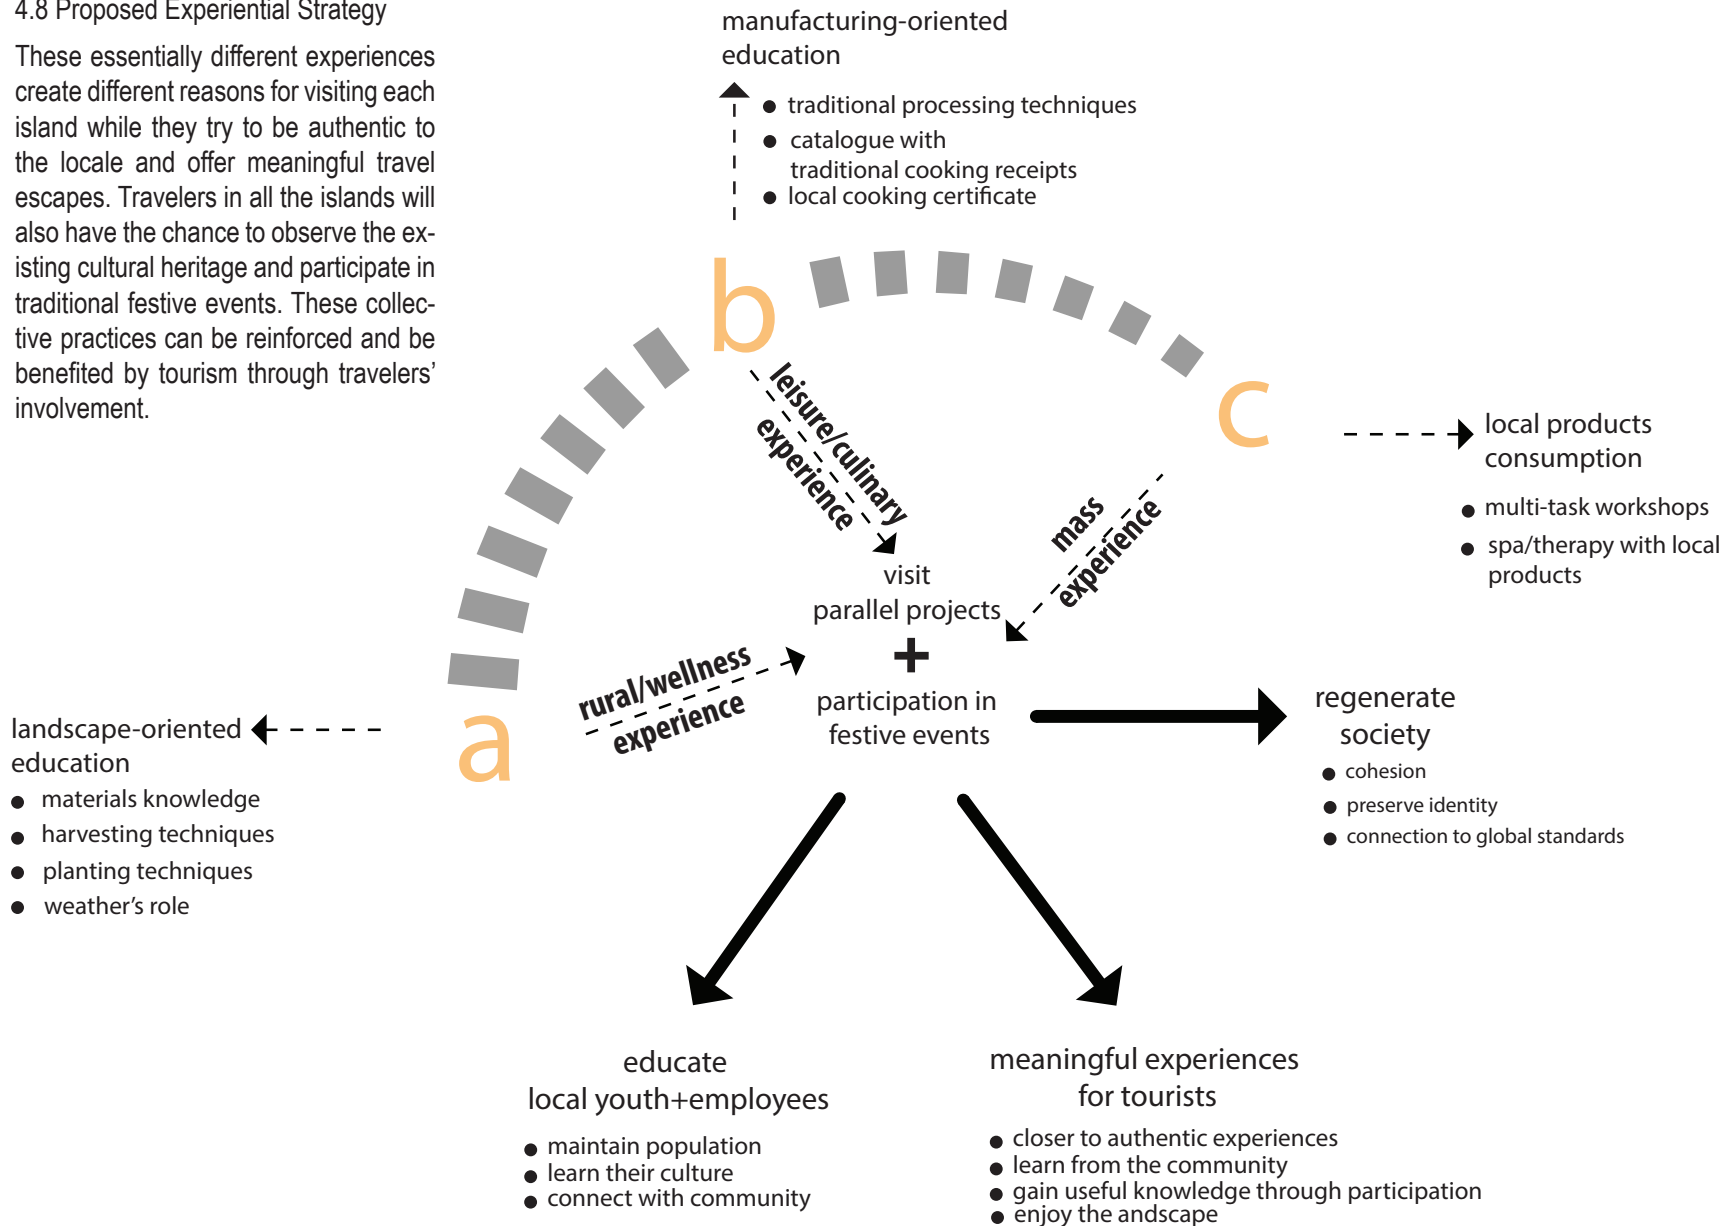 4.8 Proposed Experiential Strategy
These essentially different experiences
create different reasons for visiting each
island while they try to be authentic to
the locale and offer meaningful travel
escapes. Travelers in all the islands will
also have the chance to observe the ex-
isting cultural heritage and participate in
traditional festive events. These collec-
tive practices can be reinforced and be
benefited by tourism through travelers'
involvement.
manufacturing-oriented
education
● traditional processing techniques
● catalogue with
traditional cooking receipts
● local cooking certificate
b
c
a
leisure/culinary
experience
mass
experience
rural/wellness
experience
local products
consumption
● multi-task workshops
● spa/therapy with local
products
visit
parallel projects
+
participation in
festive events
landscape-oriented
education
● materials knowledge
● harvesting techniques
● planting techniques
● weather's role
regenerate
society
● cohesion
● preserve identity
● connection to global standards
educate
local youth+employees
● maintain population
● learn their culture
● connect with community
meaningful experiences
for tourists
● closer to authentic experiences
● learn from the community
● gain useful knowledge through participation
● enjoy the andscape